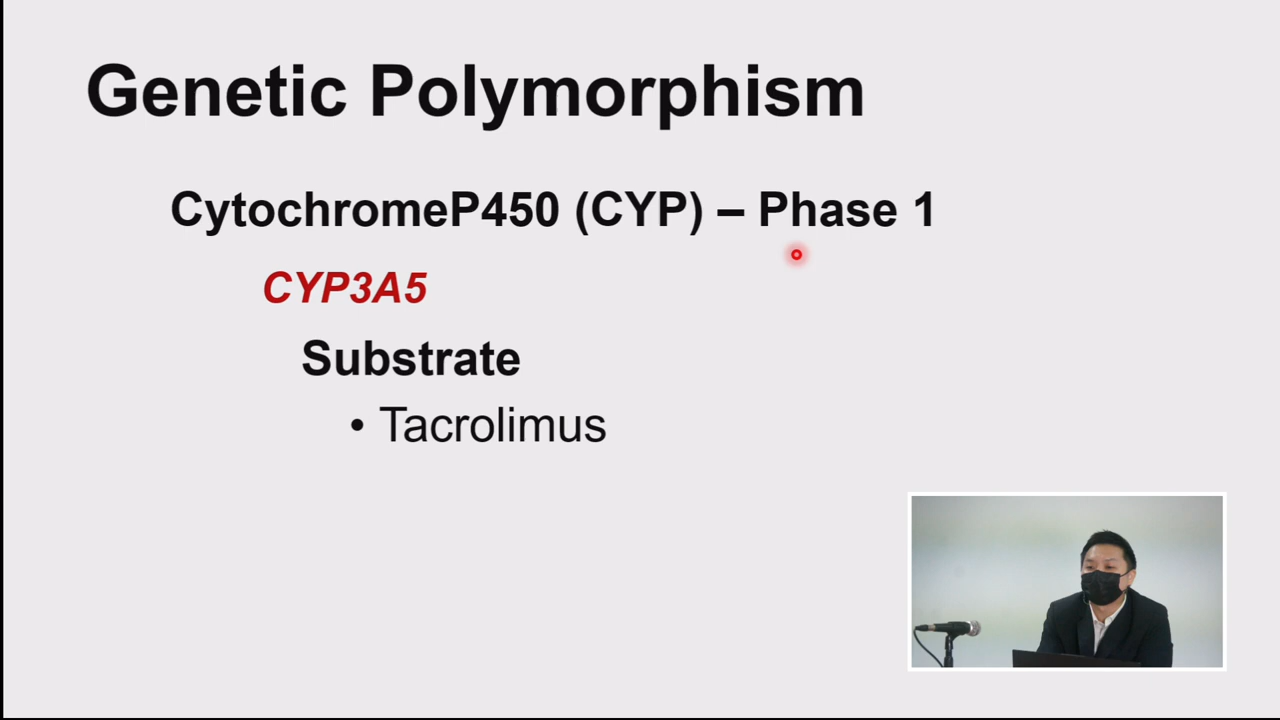 Genetic Polymorphism
CytochromeP450 (CYP) – Phase 1
CYP3A5
Substrate
• Tacrolimus